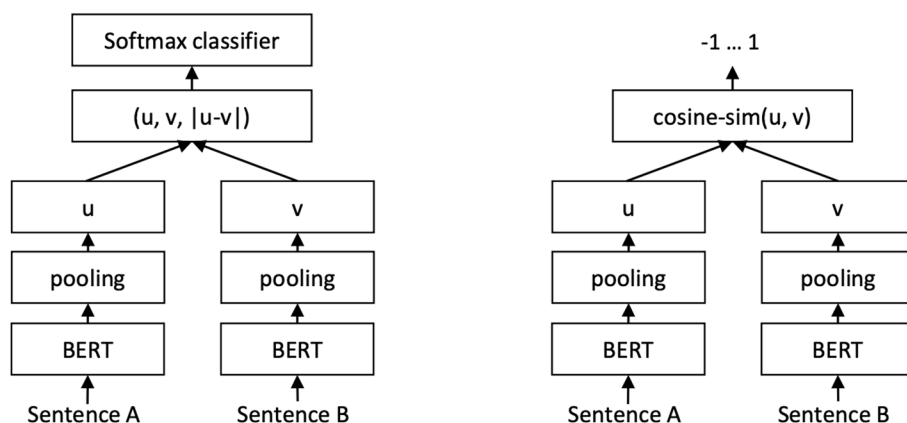 Softmax classifier
(u, v, |u-v|)
u
v
pooling
pooling
BERT
BERT
Sentence A
Sentence B
-1 … 1
cosine-sim(u, v)
u
v
pooling
pooling
BERT
BERT
Sentence A
Sentence B